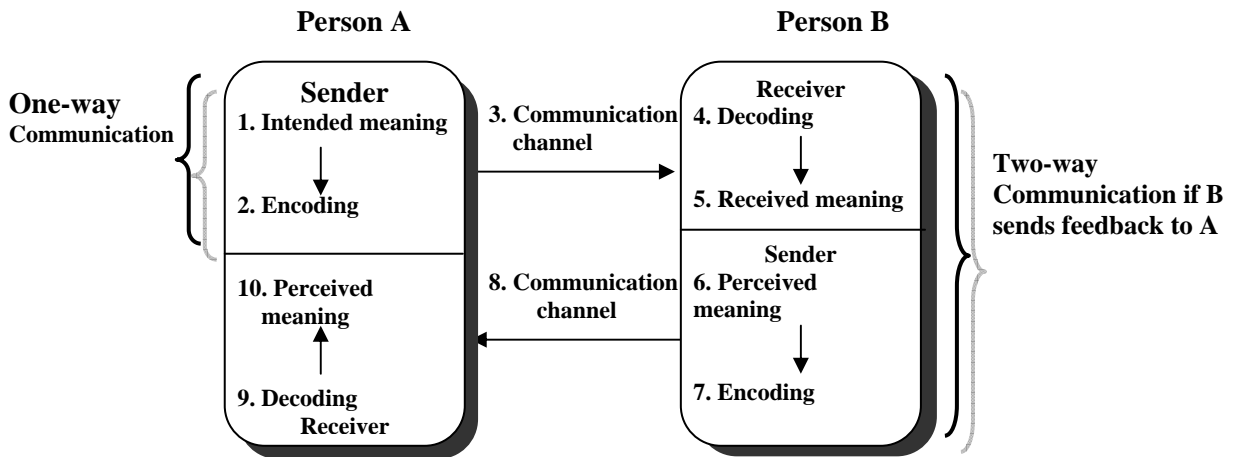 Person A
Person B
One-way
Communication
Sender
1. Intended meaning
2. Encoding
10. Perceived
meaning
9. Decoding
Receiver
3. Communication
channel
8. Communication
channel
Receiver
4. Decoding
5. Received meaning
Sender
6. Perceived
meaning
7. Encoding
Two-way
Communication if B
sends feedback to A